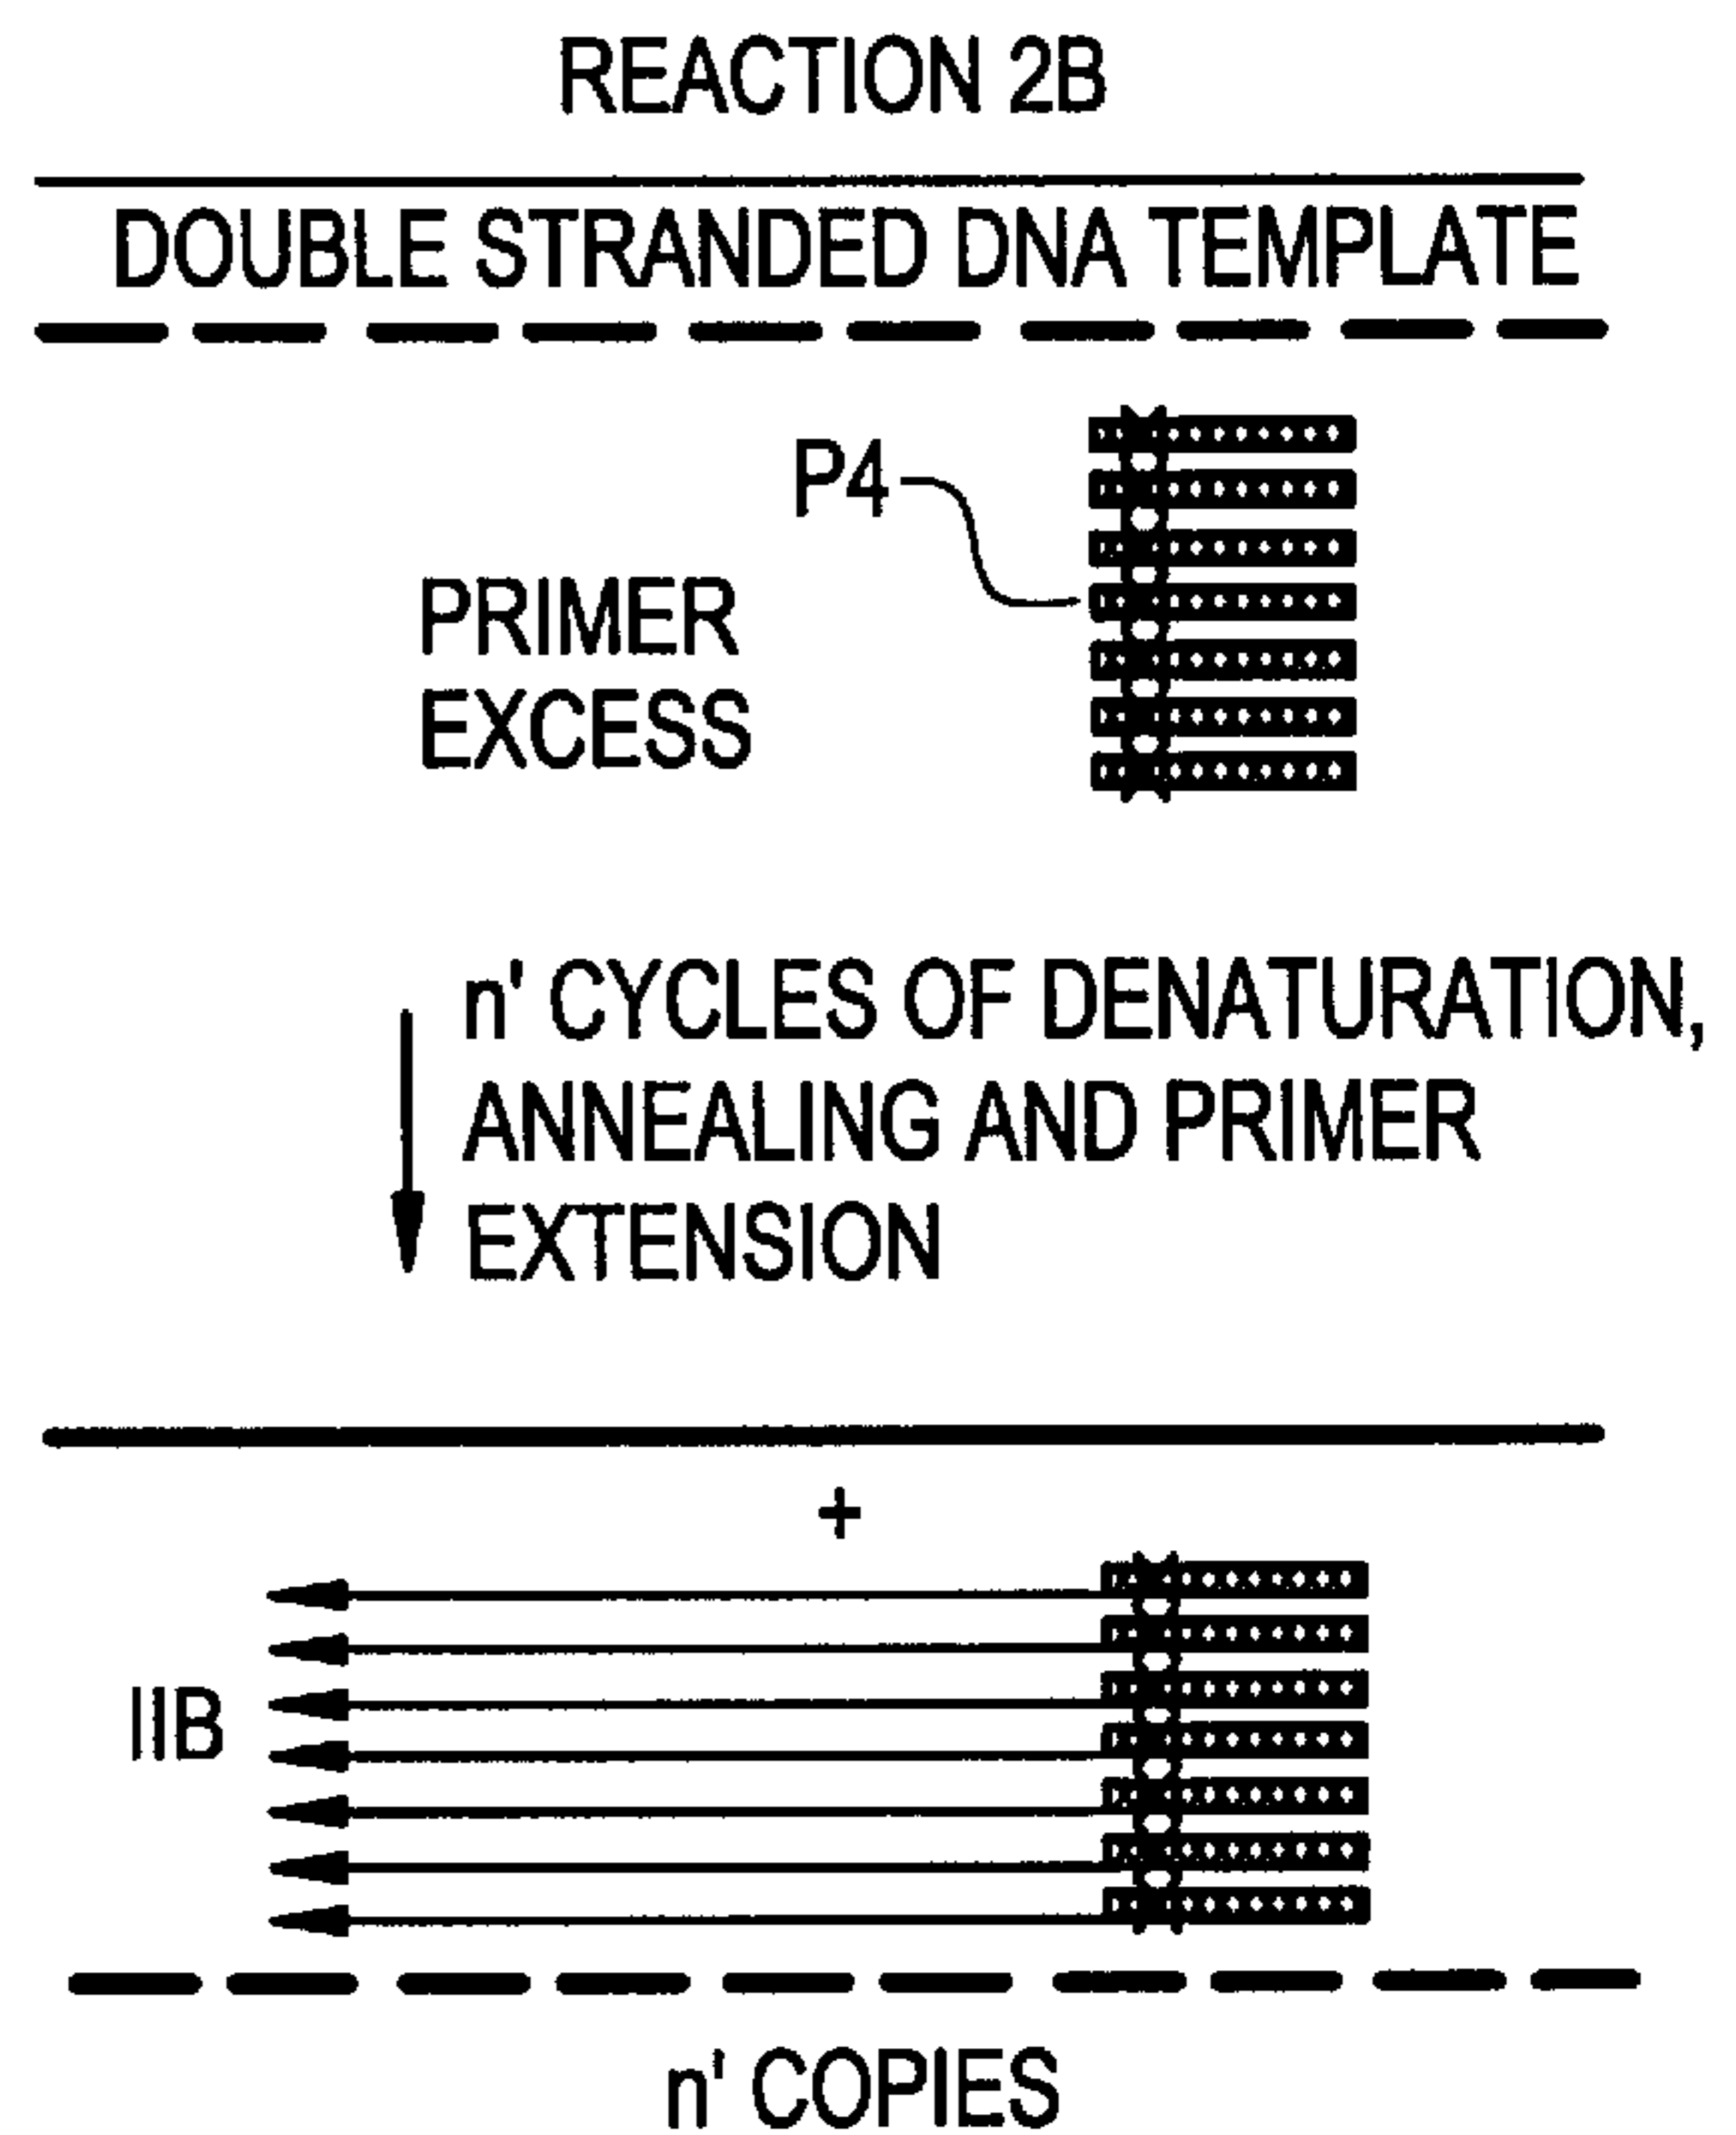 REACTION 2B
DOUBLE STRANDED DNA TEMPLATE
P4
PRIMER
EXCESS
n' CYCLES OF DENATURATION,
ANNEALING AND PRIMER
EXTENSION
+
IIB
n' COPIES